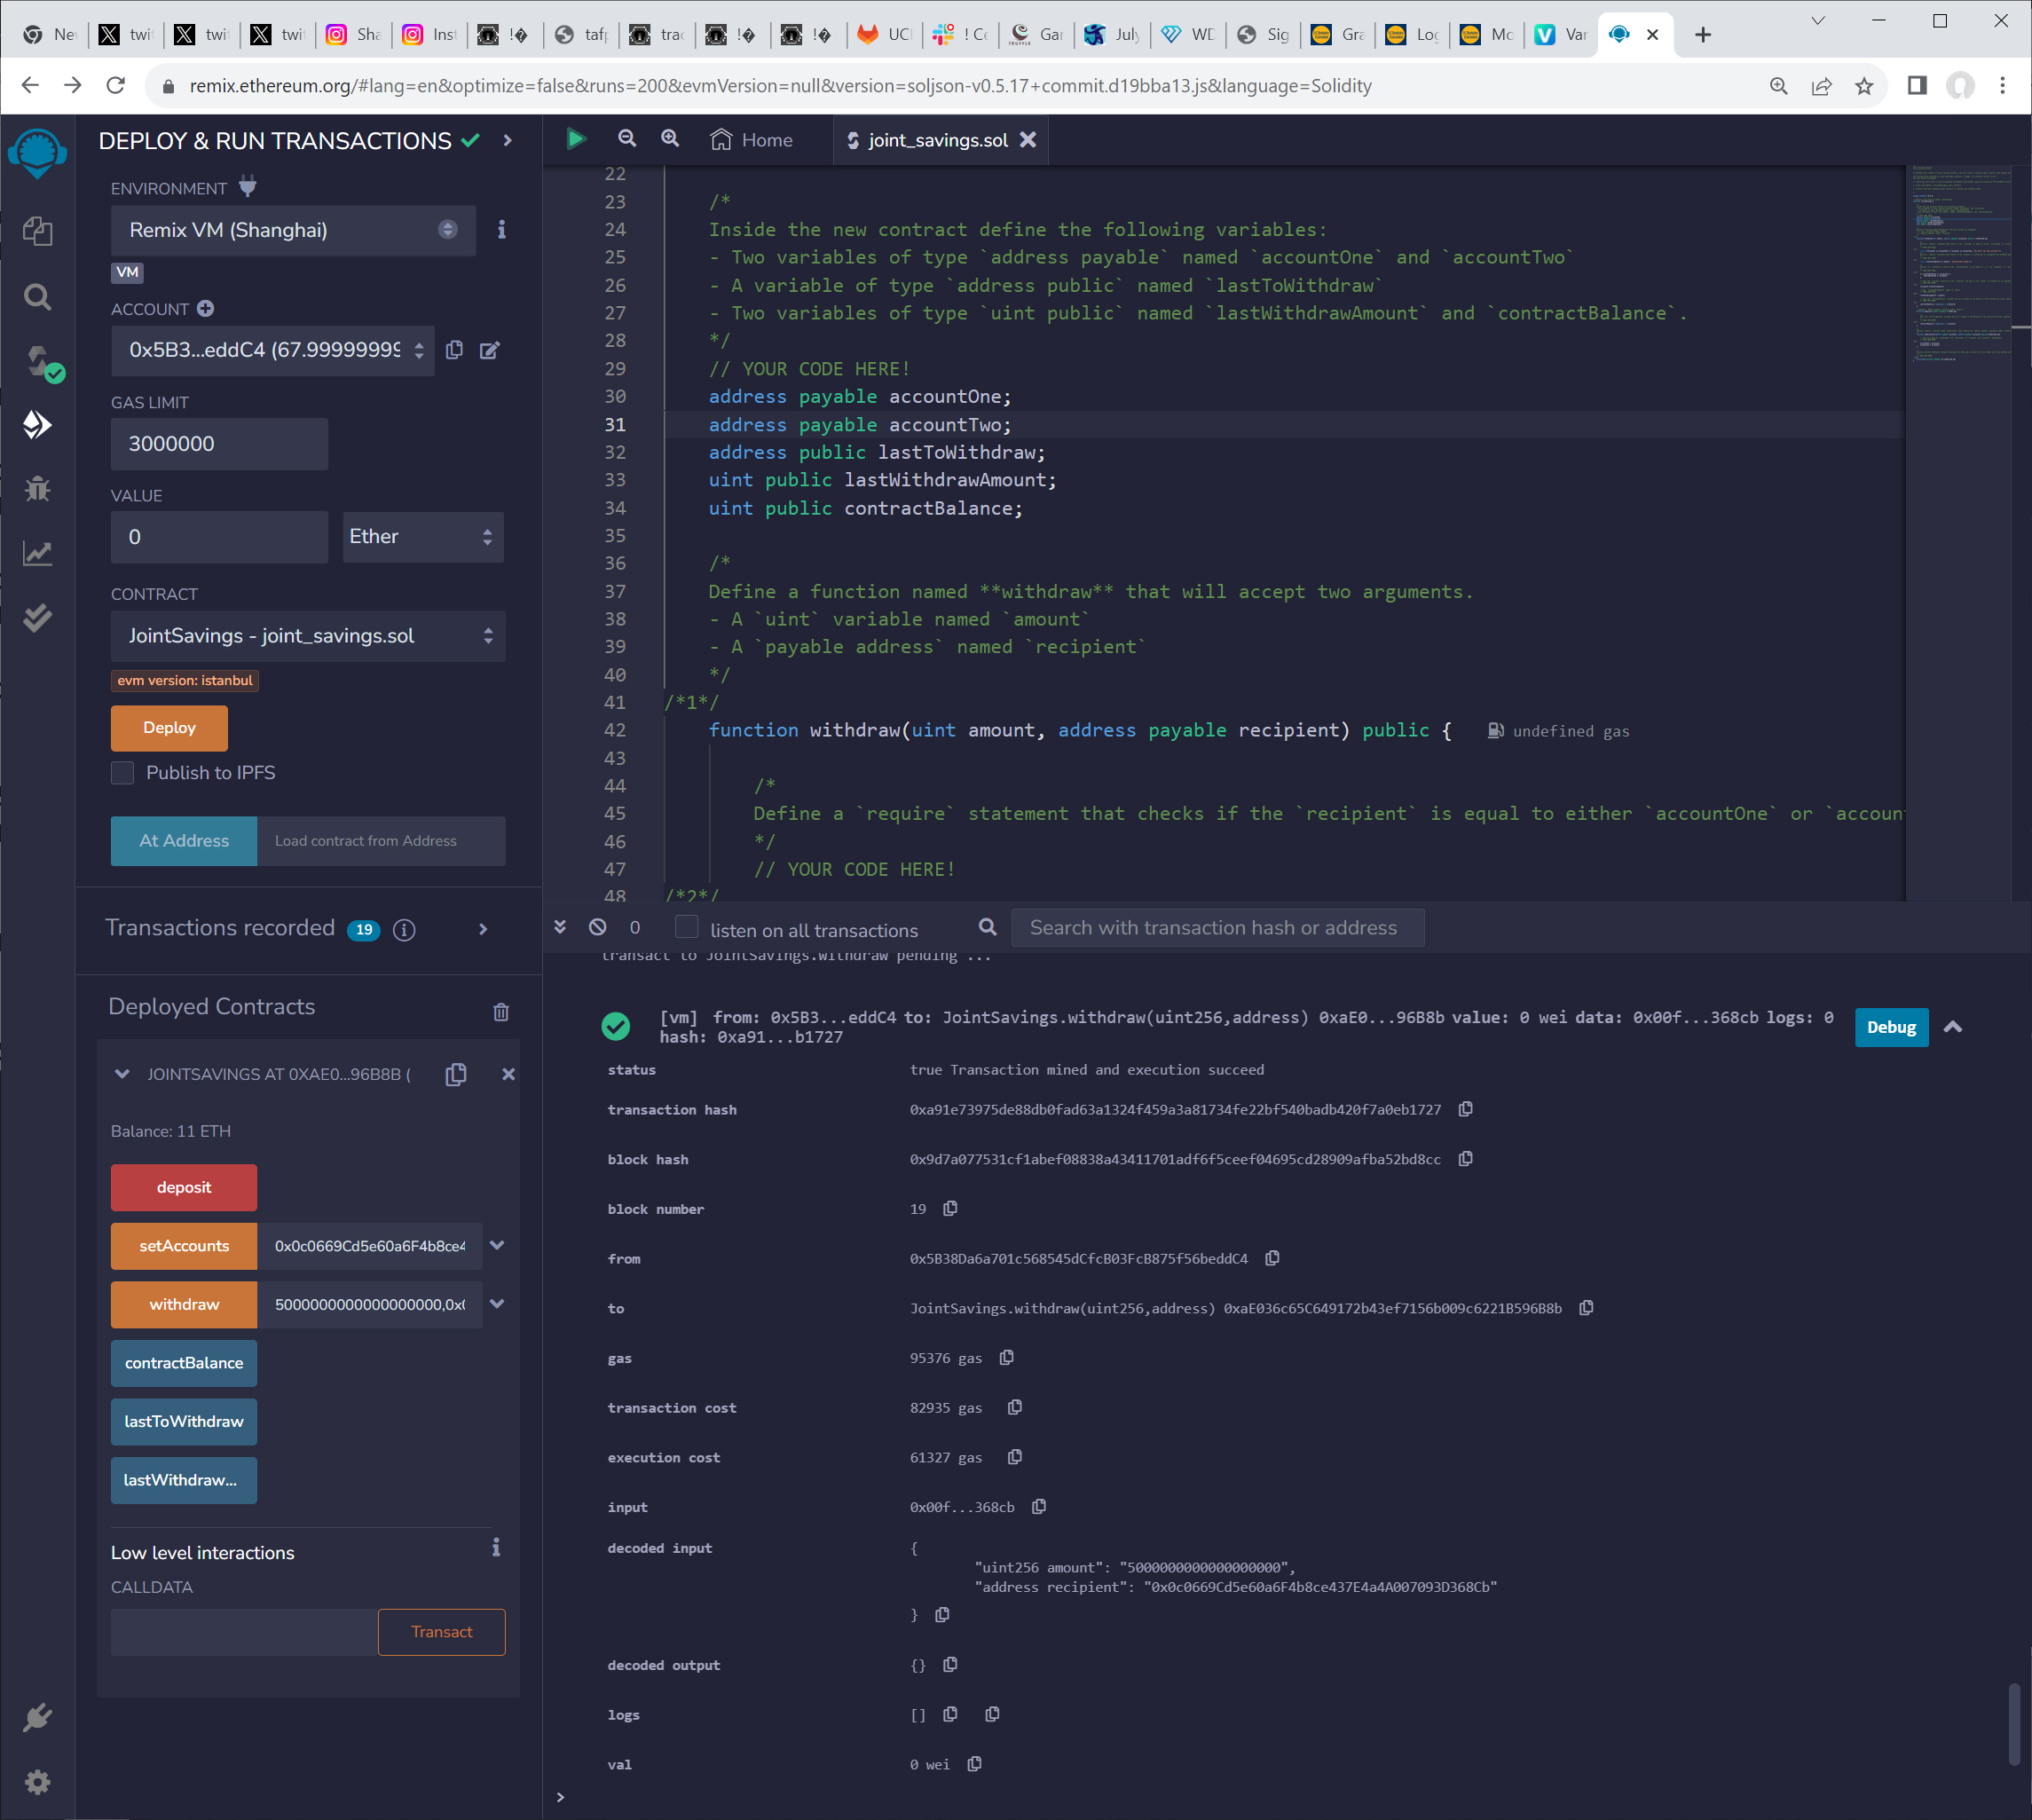 Ne
twi
twi
twi
Sha
Inst
!�
tafp
trac
!�
!�
UCI
! Ce
Gar
July
WD
Sig
Gra
Log
Mo
Var
remix.ethereum.org/#lang=en&optimize=false&runs=200&evmVersion=null&version=soljson-v0.5.17+commit.d19bba13.js&language=Solidity
DEPLOY & RUN TRANSACTIONS
ENVIRONMENT
Remix VM (Shanghai)
VM
ACCOUNT
0x5B3...eddC4 (67.99999999
GAS LIMIT
3000000
VALUE
0
Ether
CONTRACT
JointSavings - joint_savings.sol
evm version: istanbul
Deploy
Publish to IPFS
At Address
Load contract from Address
Transactions recorded 19
Deployed Contracts
JOINTSAVINGS AT 0XAE0...96B8B (
Balance: 11 ETH
deposit
setAccounts 0x0c0669Cd5e60a6F4b8ce4
withdraw 5000000000000000000,0x0
contractBalance
lastToWithdraw
lastWithdraw...
Low level interactions
CALLDATA
Transact
Home
joint_savings.sol
22
23 /*
24 Inside the new contract define the following variables:
25 - Two variables of type `address payable` named `accountOne` and `accountTwo`
26 - A variable of type `address public` named `lastToWithdraw`
27 - Two variables of type `uint public` named `lastWithdrawAmount` and `contractBalance`.
28 */
29 // YOUR CODE HERE!
30 address payable accountOne;
31 address payable accountTwo;
32 address public lastToWithdraw;
33 uint public lastWithdrawAmount;
34 uint public contractBalance;
35
36 /*
37 Define a function named **withdraw** that will accept two arguments.
38 - A `uint` variable named `amount`
39 - A `payable address` named `recipient`
40 */
41 /*1*/
42 function withdraw(uint amount, address payable recipient) public { undefined gas
43
44 /*
45 Define a `require` statement that checks if the `recipient` is equal to either `accountOne` or `accoun
46 */
47 // YOUR CODE HERE!
48 /*2*/
0
listen on all transactions
Search with transaction hash or address
transact to JointSavings.withdraw pending ...
[vm] from: 0x5B3...eddC4 to: JointSavings.withdraw(uint256,address) 0xaE0...96B8b value: 0 wei data: 0x00f...368cb logs: 0
hash: 0xa91...b1727
Debug
status true Transaction mined and execution succeed
transaction hash 0xa91e73975de88db0fad63a1324f459a3a81734fe22bf540badb420f7a0eb1727
block hash 0x9d7a077531cf1abef08838a43411701adf6f5ceef04695cd28909afba52bd8cc
block number 19
from 0x5B38Da6a701c568545dCfcB03FcB875f56beddC4
to JointSavings.withdraw(uint256,address) 0xaE036c65C649172b43ef7156b009c6221B596B8b
gas 95376 gas
transaction cost 82935 gas
execution cost 61327 gas
input 0x00f...368cb
decoded input {
"uint256 amount": "5000000000000000000",
"address recipient": "0x0c0669Cd5e60a6F4b8ce437E4a4A007093D368Cb"
}
decoded output {}
logs []
val 0 wei
>